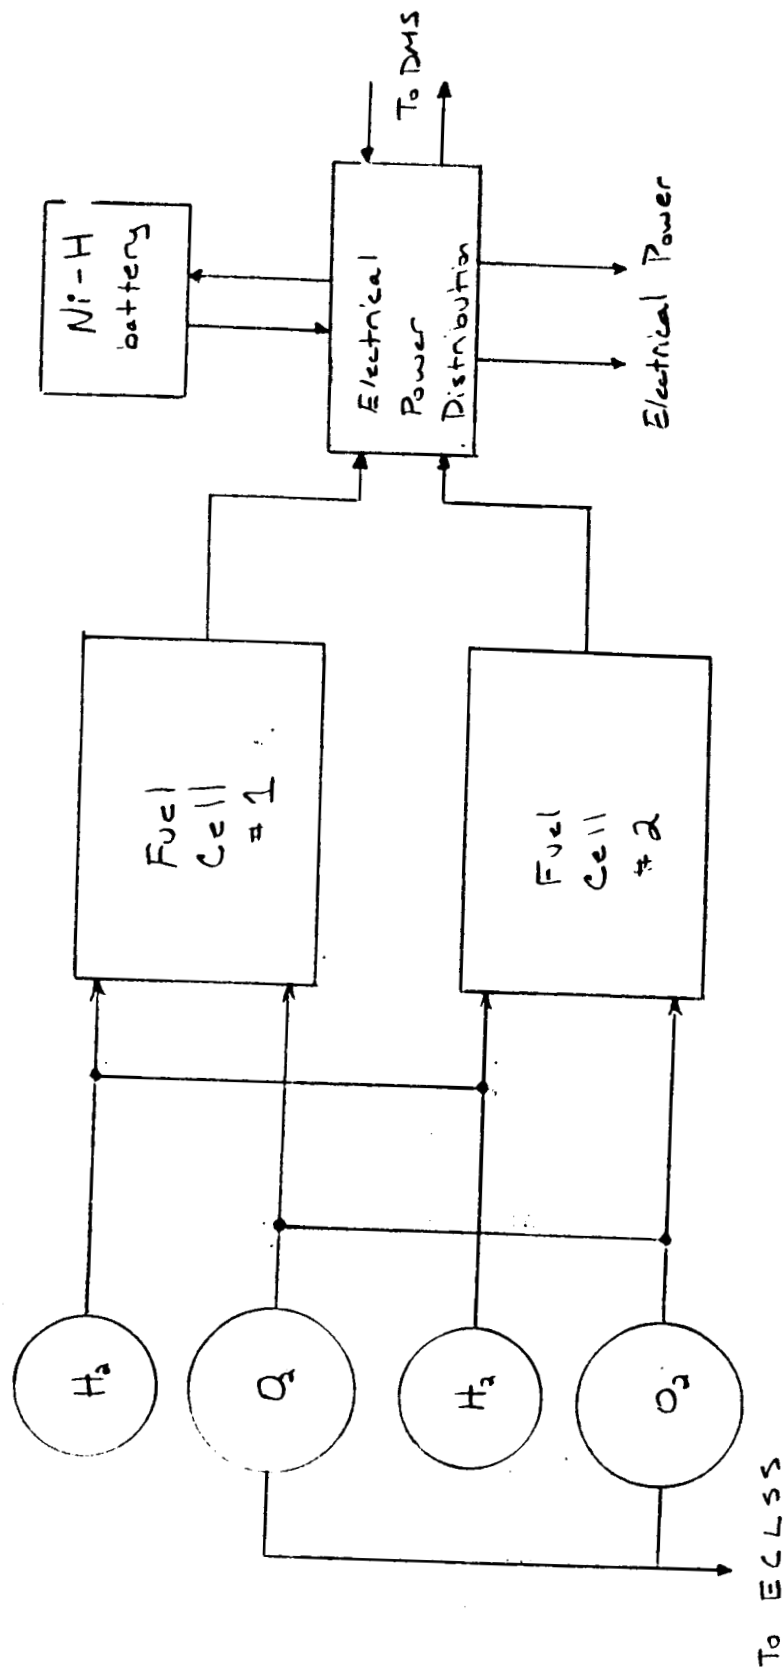 Ni-H
battery
To DMS
Electrical
Power
Distribution
Electrical Power
Fuel
Cell
#1
Fuel
Cell
#2
H2
O2
H2
O2
To ECLSS